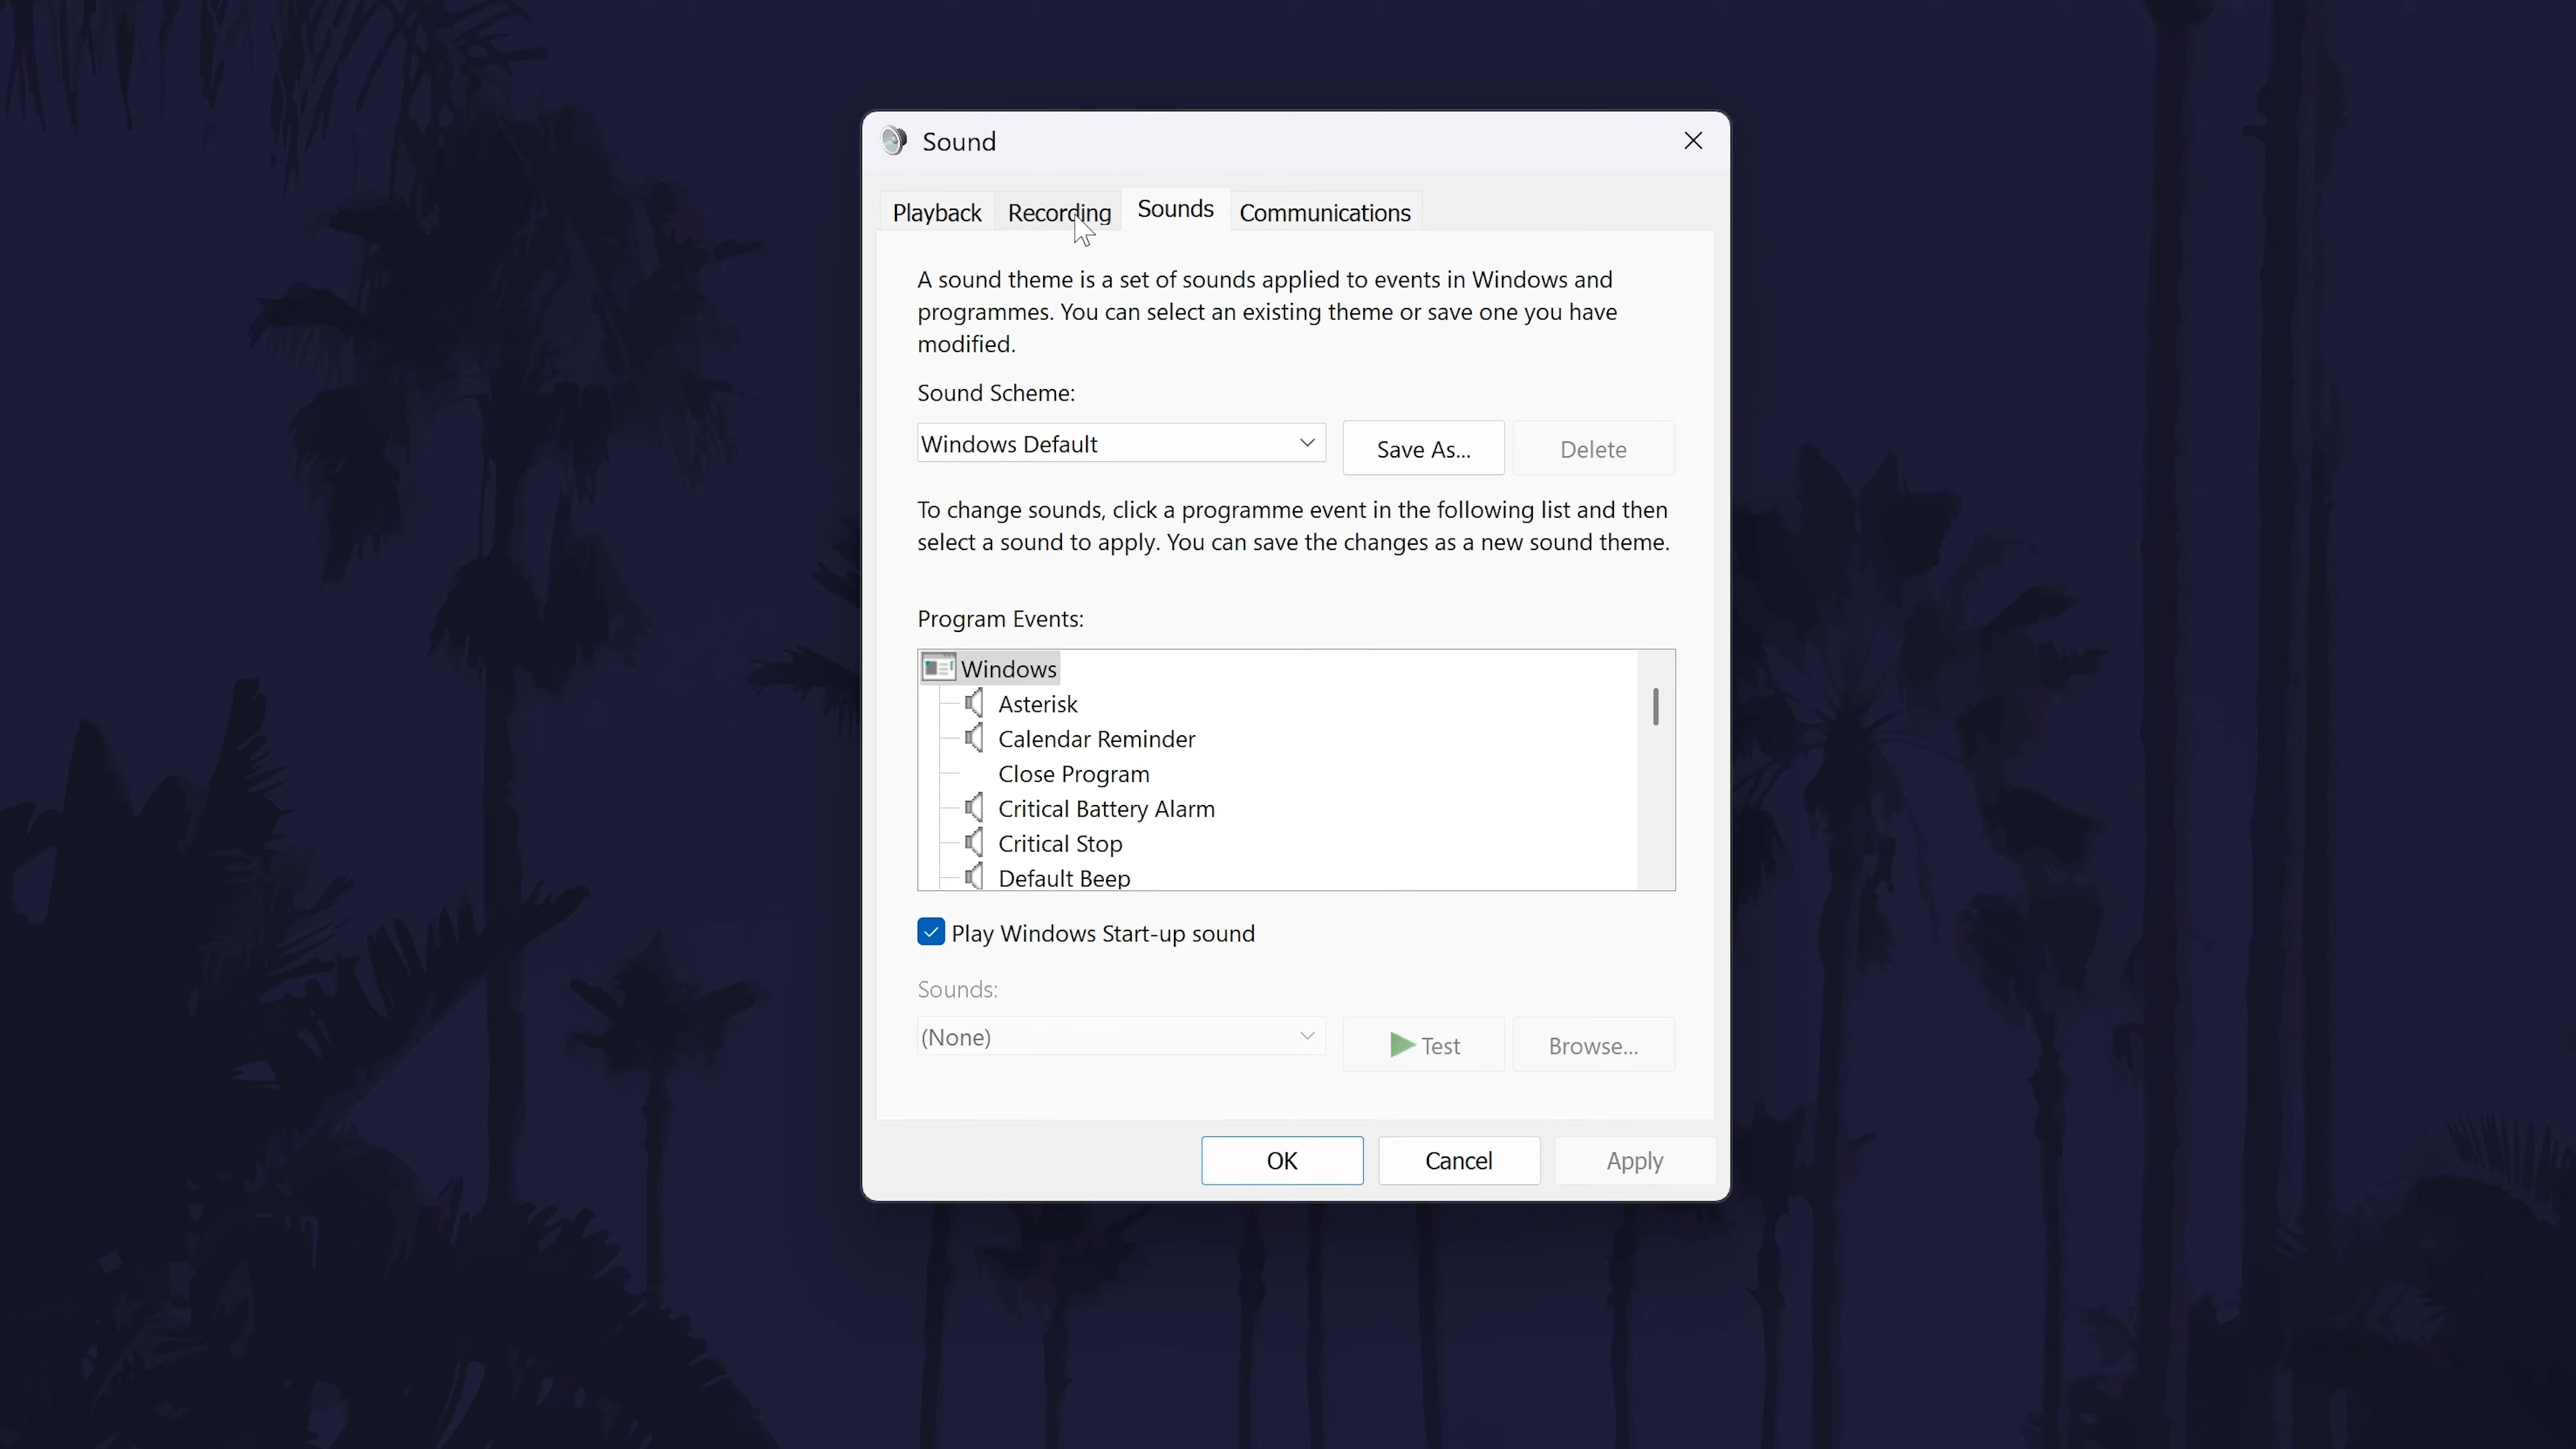 Sound
Playback Recording Sounds Communications
A sound theme is a set of sounds applied to events in Windows and
programmes. You can select an existing theme or save one you have
modified.
Sound Scheme:
Windows Default Save As... Delete
To change sounds, click a programme event in the following list and then
select a sound to apply. You can save the changes as a new sound theme.
Program Events:
Windows
Asterisk
Calendar Reminder
Close Program
Critical Battery Alarm
Critical Stop
Default Beep
Play Windows Start-up sound
Sounds:
(None) Test Browse...
OK Cancel Apply